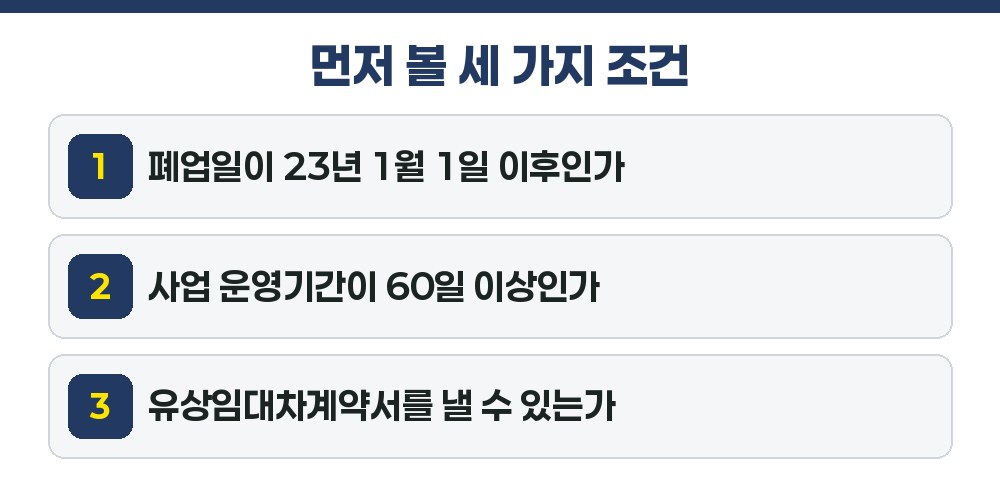 먼저 볼 세 가지 조건
1 폐업일이 23년 1월 1일 이후인가
2 사업 운영기간이 60일 이상인가
3 유상임대차계약서를 낼 수 있는가